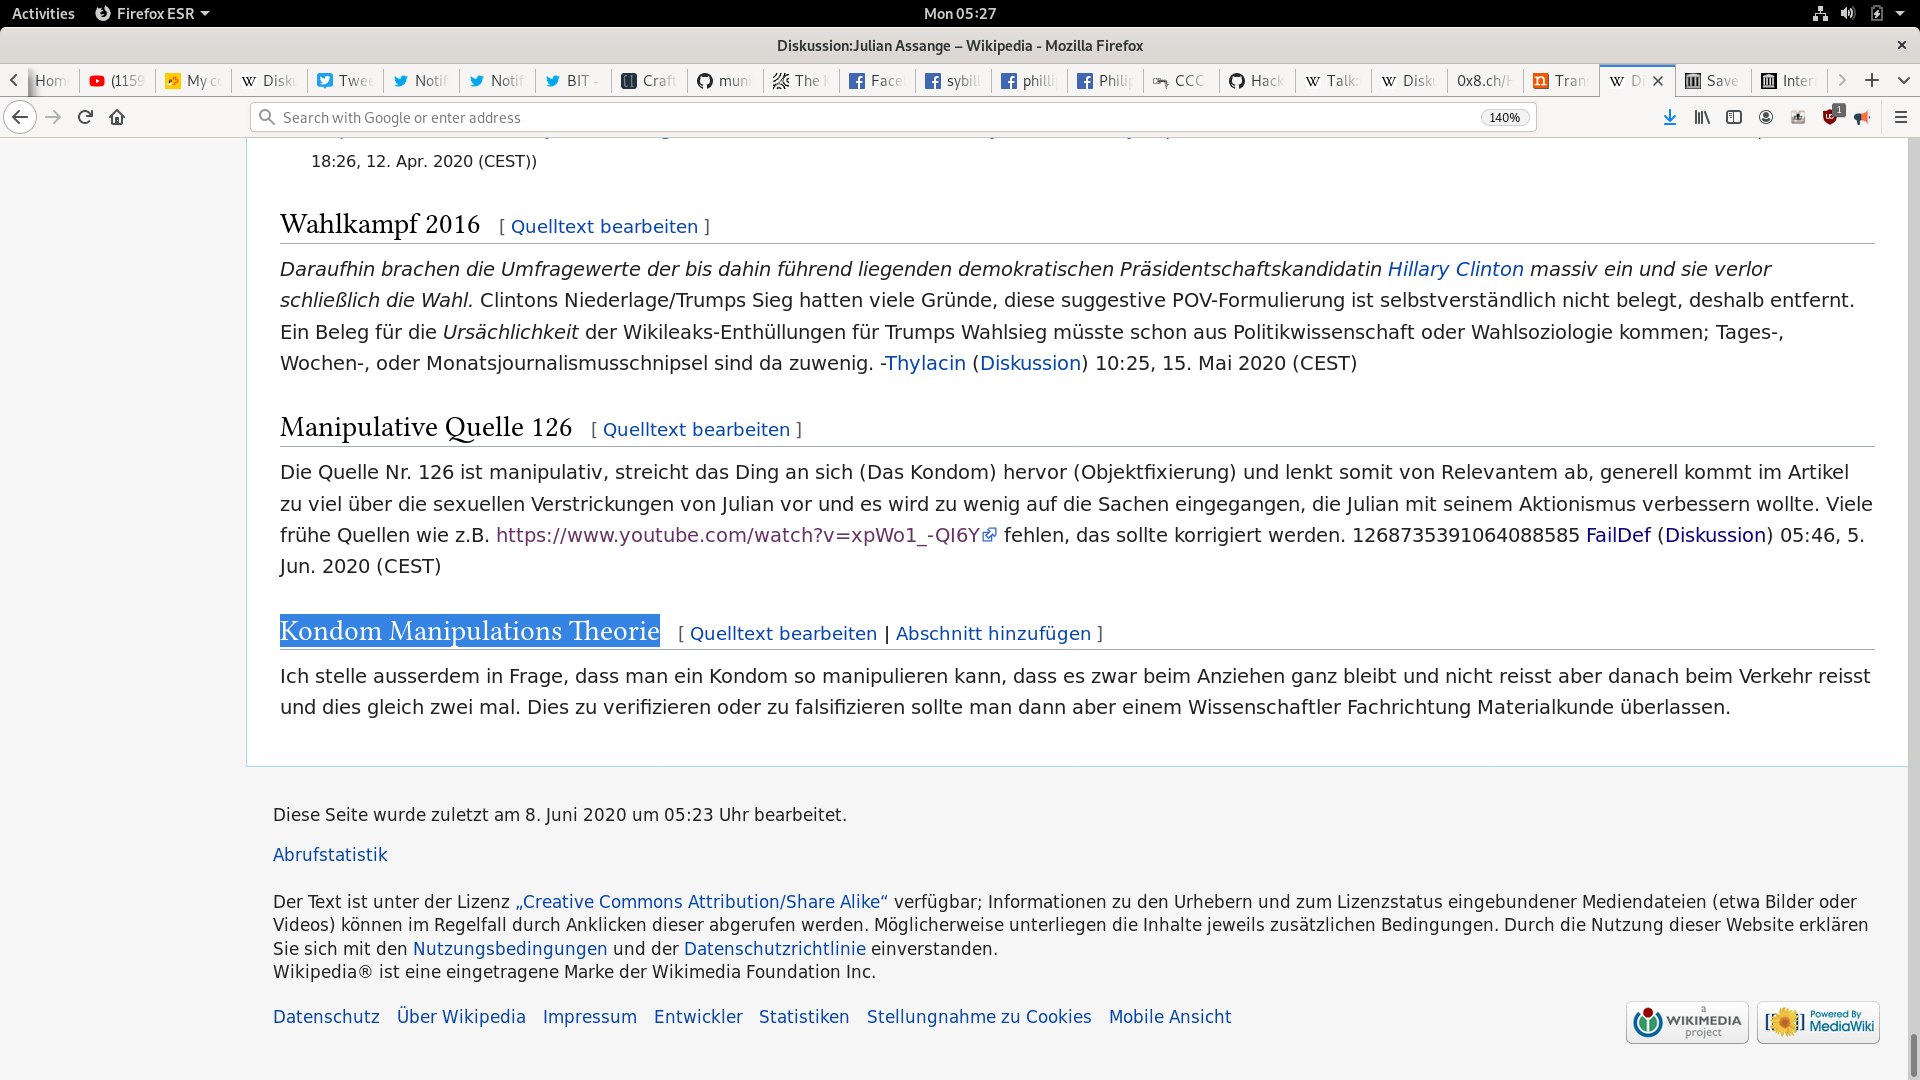 Activities Firefox ESR Mon 05:27
Diskussion:Julian Assange – Wikipedia - Mozilla Firefox
Hom (1159 My c Disk Twee Notif Notif BIT - Craft muni The Face sybil philli Philip CCC Hack Talk: Disku 0x8.ch/ Tran Di Save Inter
Search with Google or enter address 140% 1
18:26, 12. Apr. 2020 (CEST))
Wahlkampf 2016 [ Quelltext bearbeiten ]
Daraufhin brachen die Umfragewerte der bis dahin führend liegenden demokratischen Präsidentschaftskandidatin Hillary Clinton massiv ein und sie verlor
schließlich die Wahl. Clintons Niederlage/Trumps Sieg hatten viele Gründe, diese suggestive POV-Formulierung ist selbstverständlich nicht belegt, deshalb entfernt.
Ein Beleg für die Ursächlichkeit der Wikileaks-Enthüllungen für Trumps Wahlsieg müsste schon aus Politikwissenschaft oder Wahlsoziologie kommen; Tages-,
Wochen-, oder Monatsjournalismusschnipsel sind da zuwenig. -Thylacin (Diskussion) 10:25, 15. Mai 2020 (CEST)
Manipulative Quelle 126 [ Quelltext bearbeiten ]
Die Quelle Nr. 126 ist manipulativ, streicht das Ding an sich (Das Kondom) hervor (Objektfixierung) und lenkt somit von Relevantem ab, generell kommt im Artikel
zu viel über die sexuellen Verstrickungen von Julian vor und es wird zu wenig auf die Sachen eingegangen, die Julian mit seinem Aktionismus verbessern wollte. Viele
frühe Quellen wie z.B. https://www.youtube.com/watch?v=xpWo1_-QI6Y fehlen, das sollte korrigiert werden. 1268735391064088585 FailDef (Diskussion) 05:46, 5.
Jun. 2020 (CEST)
Kondom Manipulations Theorie [ Quelltext bearbeiten | Abschnitt hinzufügen ]
Ich stelle ausserdem in Frage, dass man ein Kondom so manipulieren kann, dass es zwar beim Anziehen ganz bleibt und nicht reisst aber danach beim Verkehr reisst
und dies gleich zwei mal. Dies zu verifizieren oder zu falsifizieren sollte man dann aber einem Wissenschaftler Fachrichtung Materialkunde überlassen.
Diese Seite wurde zuletzt am 8. Juni 2020 um 05:23 Uhr bearbeitet.
Abrufstatistik
Der Text ist unter der Lizenz „Creative Commons Attribution/Share Alike“ verfügbar; Informationen zu den Urhebern und zum Lizenzstatus eingebundener Mediendateien (etwa Bilder oder
Videos) können im Regelfall durch Anklicken dieser abgerufen werden. Möglicherweise unterliegen die Inhalte jeweils zusätzlichen Bedingungen. Durch die Nutzung dieser Website erklären
Sie sich mit den Nutzungsbedingungen und der Datenschutzrichtlinie einverstanden.
Wikipedia® ist eine eingetragene Marke der Wikimedia Foundation Inc.
Datenschutz Über Wikipedia Impressum Entwickler Statistiken Stellungnahme zu Cookies Mobile Ansicht
a WIKIMEDIA project Powered By MediaWiki